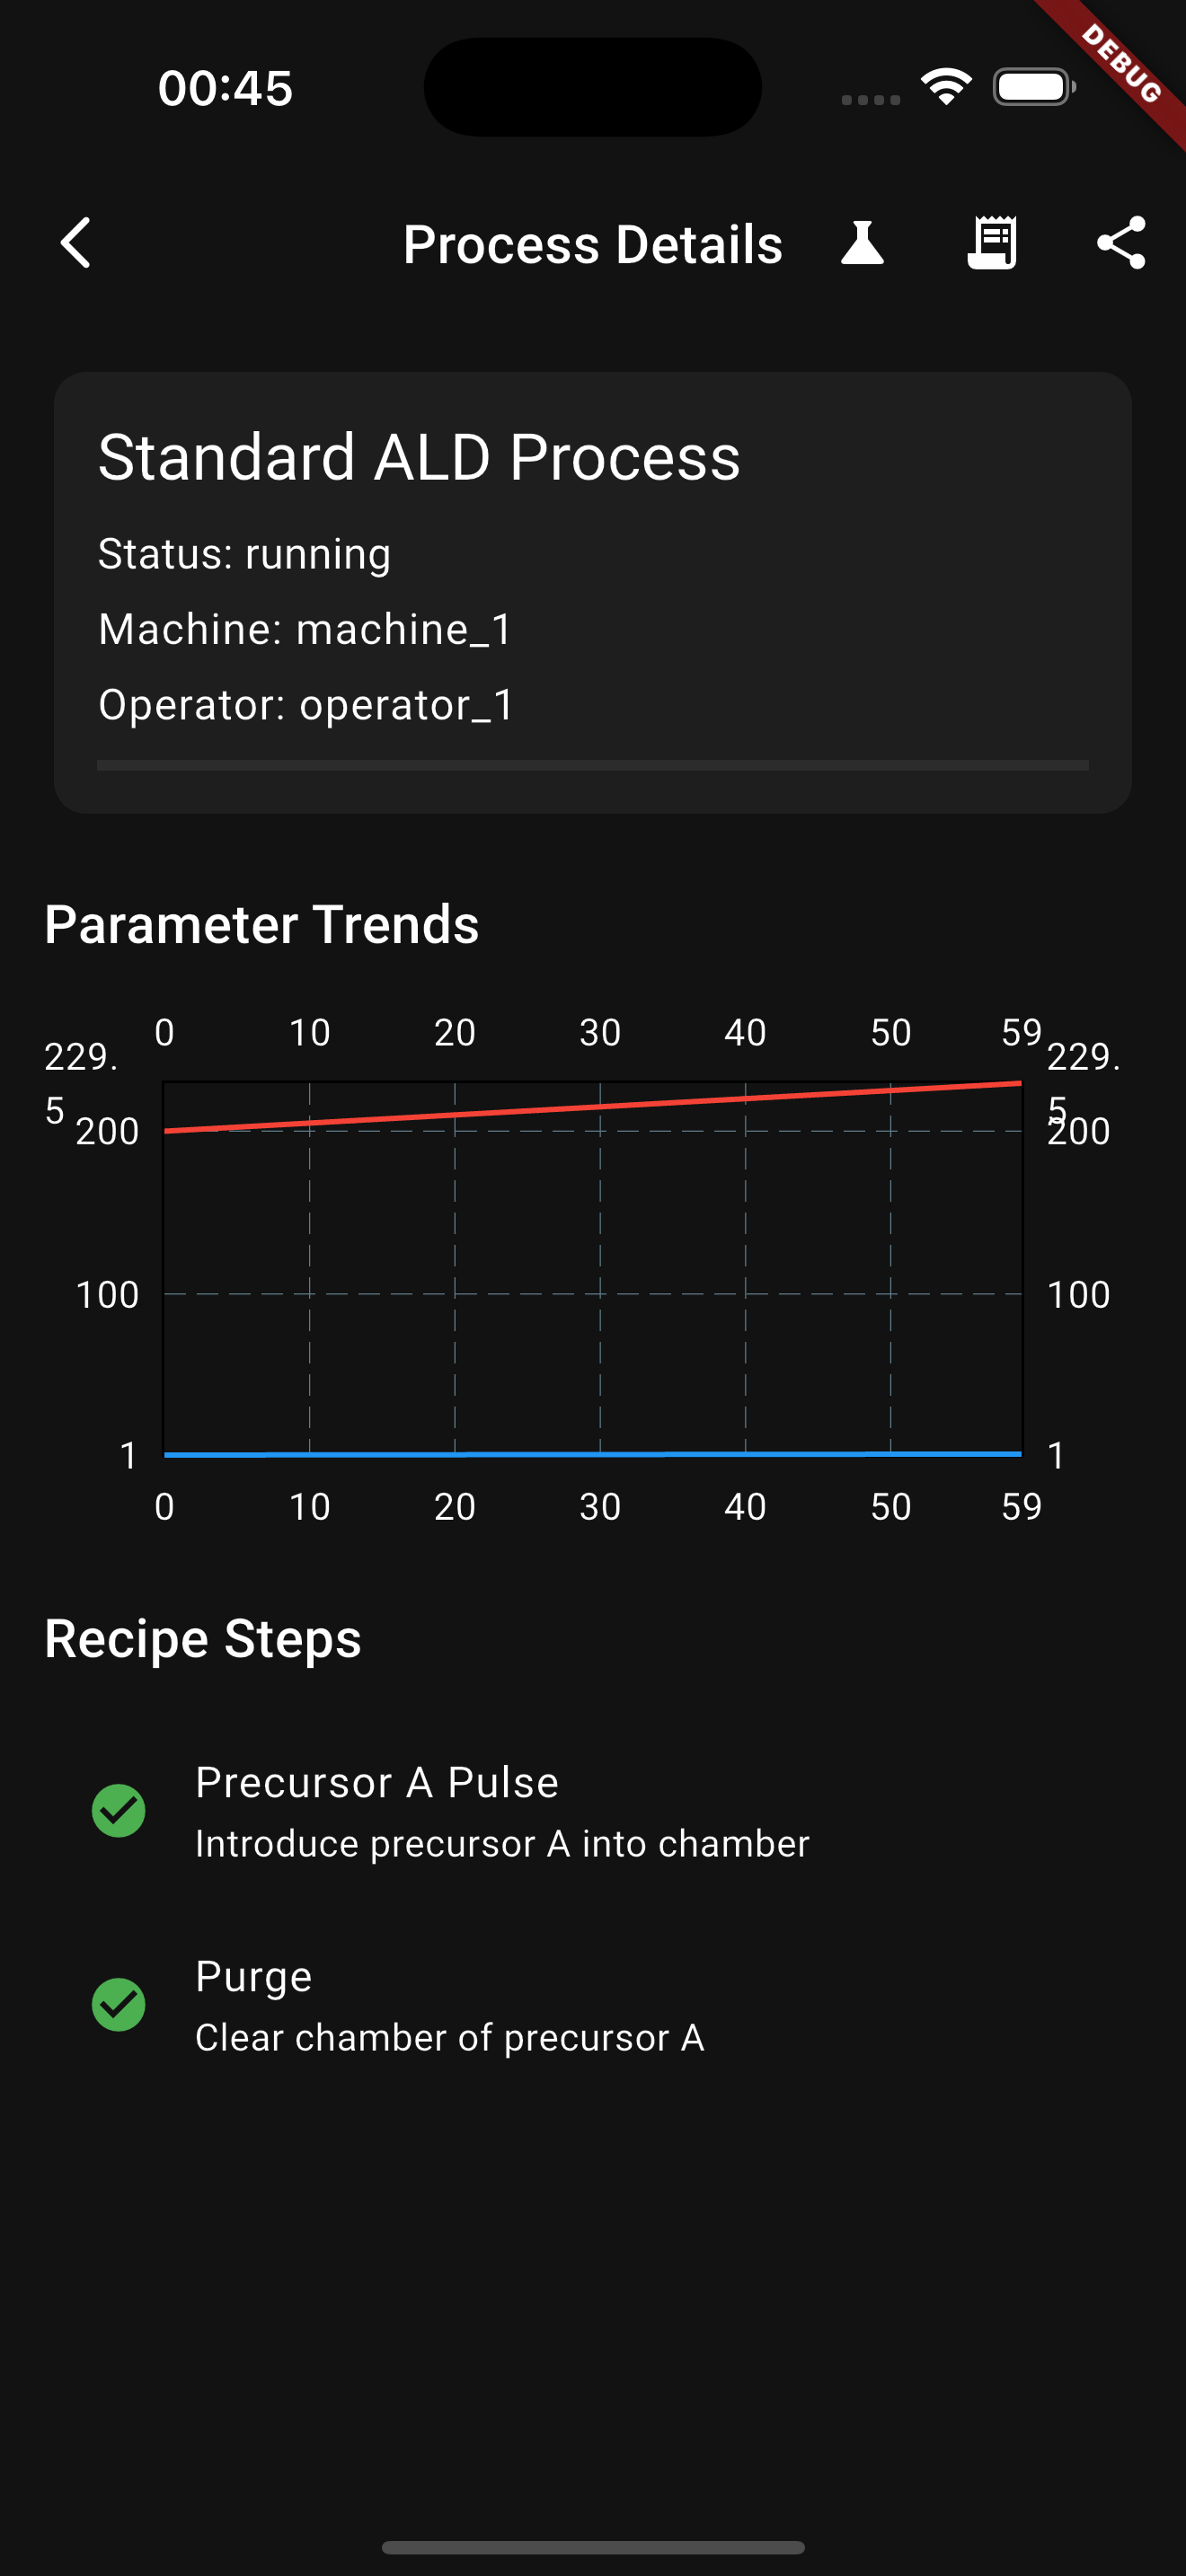 00:45
DEBUG
Process Details
Standard ALD Process
Status: running
Machine: machine_1
Operator: operator_1
Parameter Trends
0 10 20 30 40 50 59
229. 229.
5 5
200 200
100 100
1 1
0 10 20 30 40 50 59
Recipe Steps
Precursor A Pulse
Introduce precursor A into chamber
Purge
Clear chamber of precursor A